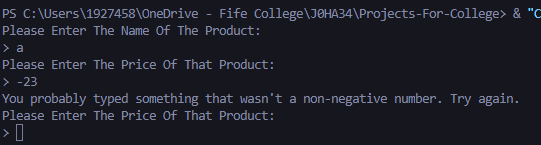 PS C:\Users\1927458\OneDrive - Fife College\J0HA34\Projects-For-College> & "C
Please Enter The Name Of The Product:
> a
Please Enter The Price Of That Product:
> -23
You probably typed something that wasn't a non-negative number. Try again.
Please Enter The Price Of That Product:
>